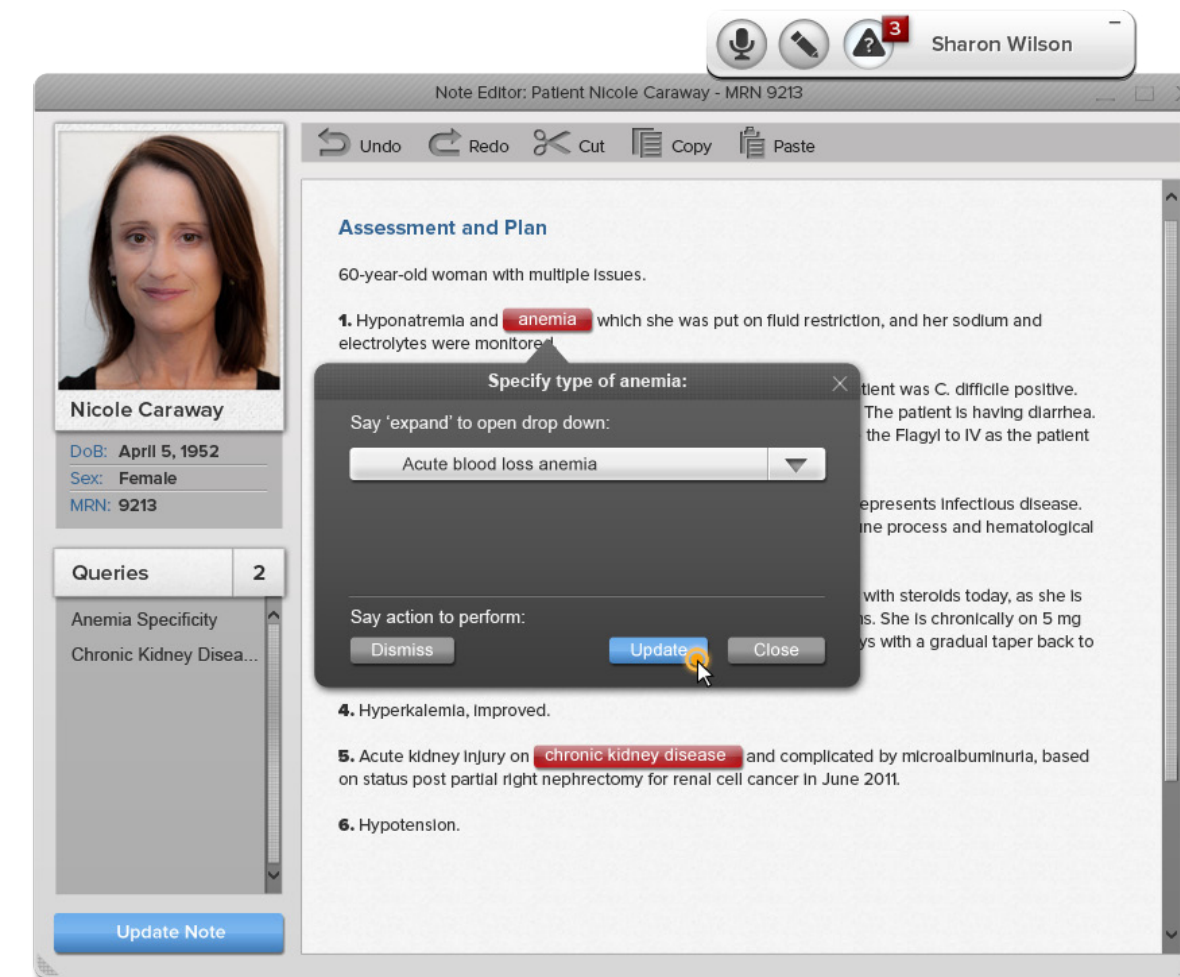 3
Sharon Wilson
Note Editor: Patient Nicole Caraway - MRN 9213
Undo Redo Cut Copy Paste
Nicole Caraway
DoB: April 5, 1952
Sex: Female
MRN: 9213
Queries 2
Anemia Specificity
Chronic Kidney Disea...
Update Note
Assessment and Plan
60-year-old woman with multiple issues.
1. Hyponatremia and anemia which she was put on fluid restriction, and her sodium and
electrolytes were monitored
tient was C. difficile positive.
The patient is having diarrhea.
the Flagyl to IV as the patient
epresents infectious disease.
ne process and hematological
with steroids today, as she is
s. She is chronically on 5 mg
ys with a gradual taper back to
Specify type of anemia:
Say 'expand' to open drop down:
Acute blood loss anemia
Say action to perform:
Dismiss Update Close
4. Hyperkalemia, improved.
5. Acute kidney injury on chronic kidney disease and complicated by microalbuminuria, based
on status post partial right nephrectomy for renal cell cancer in June 2011.
6. Hypotension.